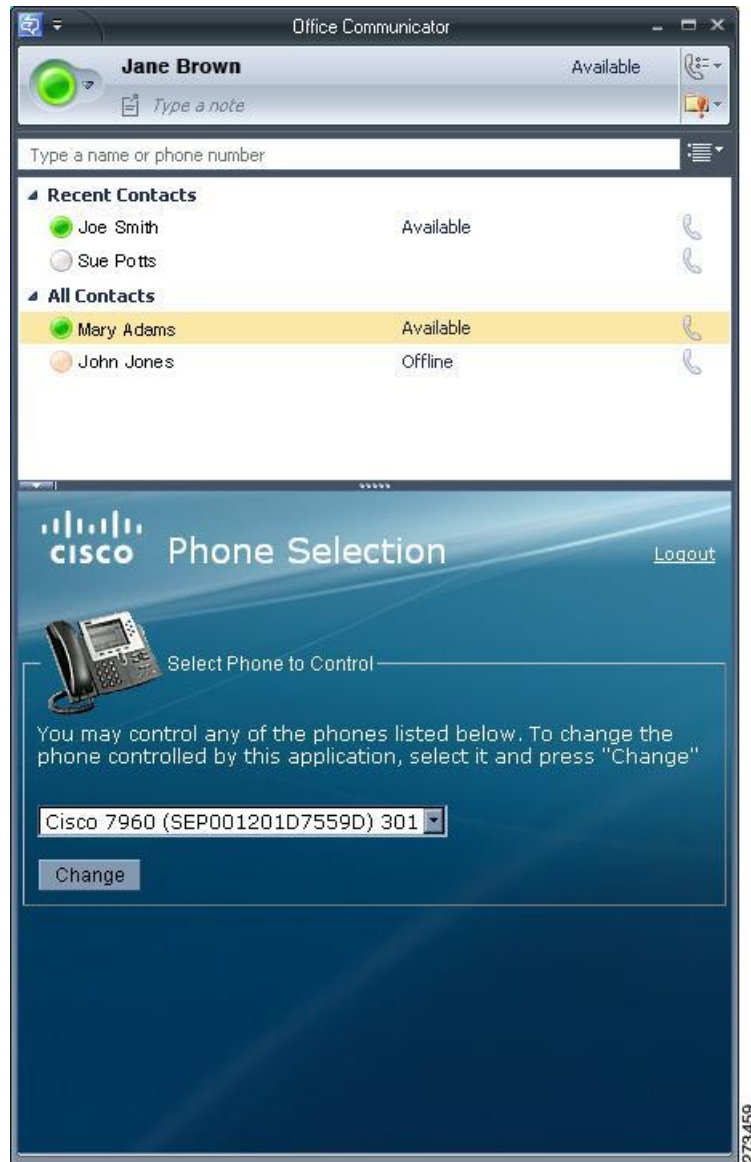 Office Communicator
Jane Brown Available
Type a note
Type a name or phone number
Recent Contacts
Joe Smith Available
Sue Potts
All Contacts
Mary Adams Available
John Jones Offline
CISCO Phone Selection Logout
Select Phone to Control
You may control any of the phones listed below. To change the
phone controlled by this application, select it and press "Change"
Cisco 7960 (SEP001201D7559D) 301
Change
273459